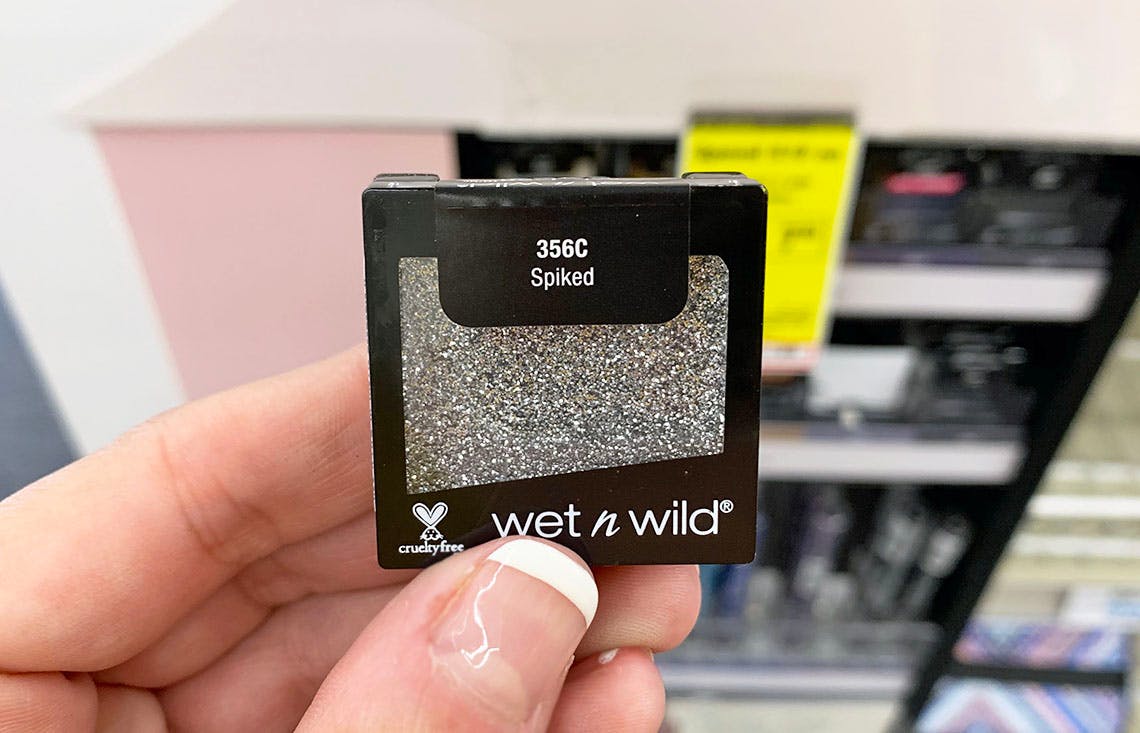 356C
Spiked
crueltyfree
wet n wild®